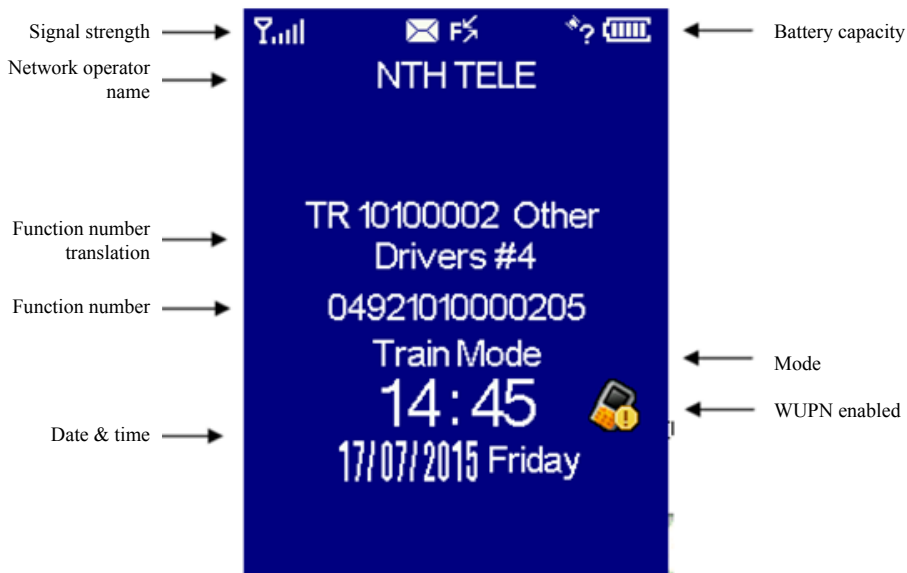 Signal strength
Battery capacity
F
?
Network operator
name
NTH TELE
Function number
translation
TR 10100002 Other
Drivers #4
Function number
04921010000205
Train Mode
Mode
14:45
WUPN enabled
Date & time
17/07/2015 Friday